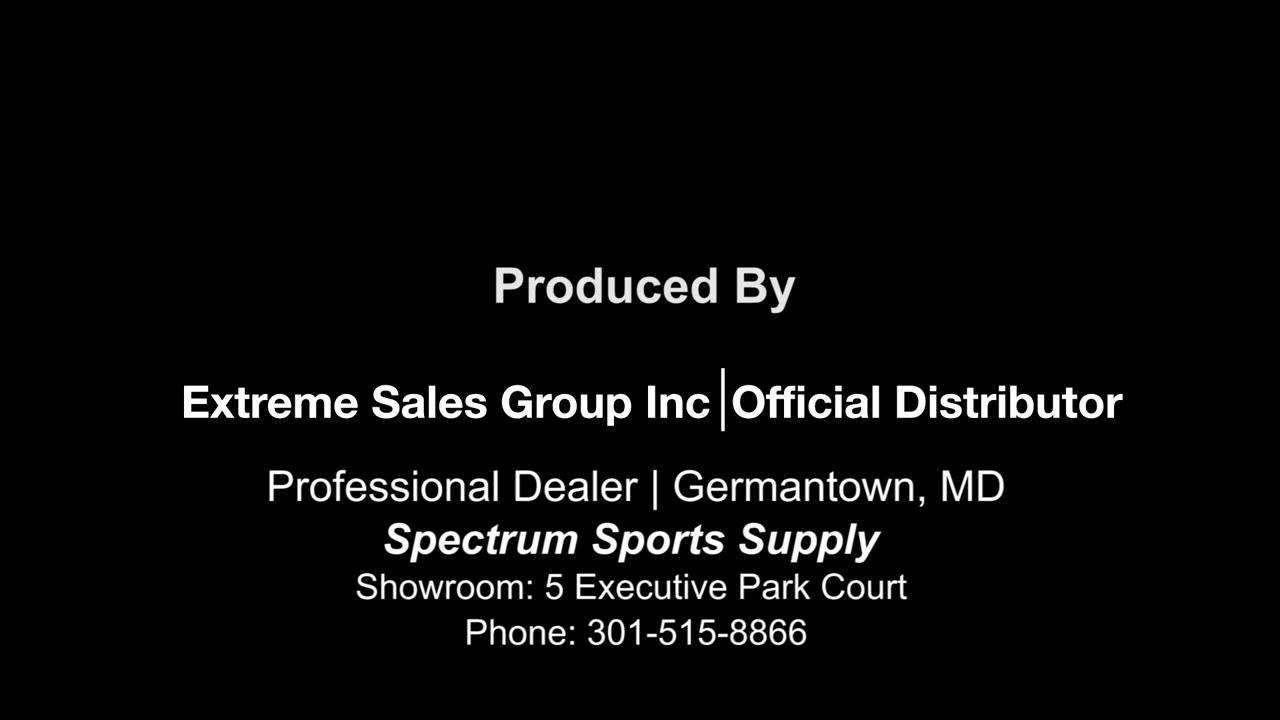 Produced By
Extreme Sales Group Inc|Official Distributor
Professional Dealer | Germantown, MD
Spectrum Sports Supply
Showroom: 5 Executive Park Court
Phone: 301-515-8866